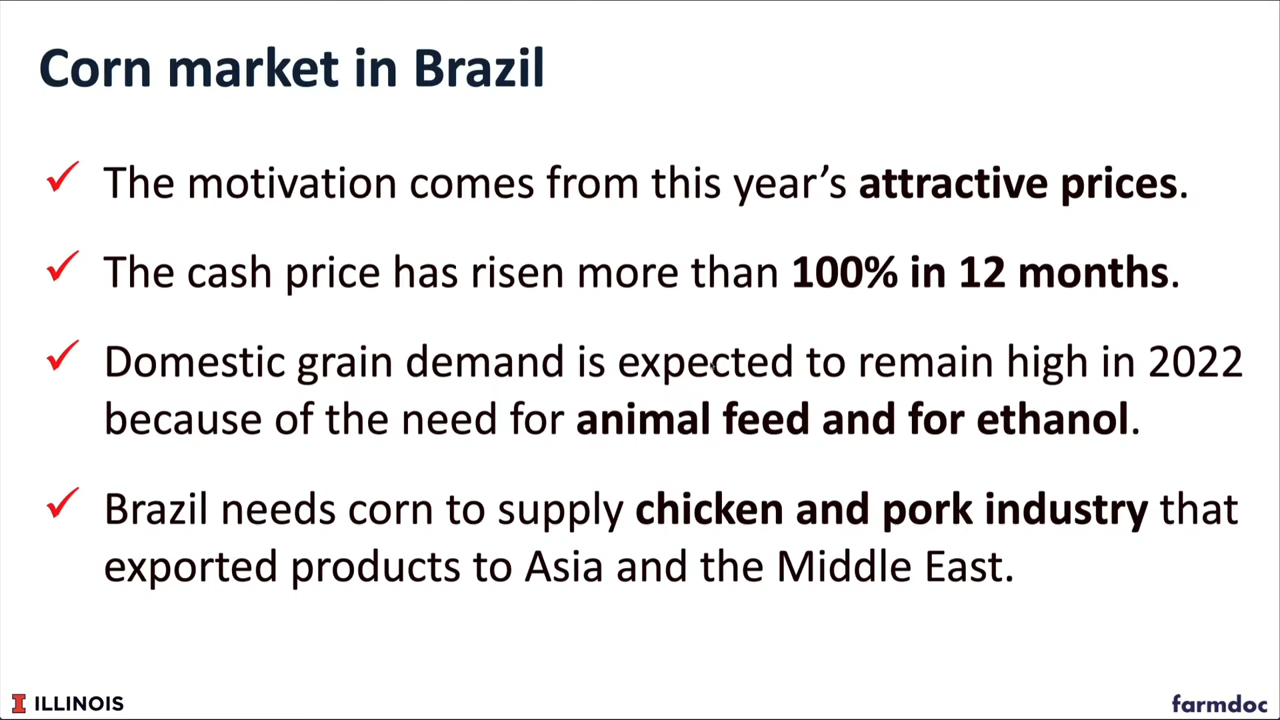 Corn market in Brazil
✓ The motivation comes from this year’s attractive prices.
✓ The cash price has risen more than 100% in 12 months.
✓ Domestic grain demand is expected to remain high in 2022
because of the need for animal feed and for ethanol.
✓ Brazil needs corn to supply chicken and pork industry that
exported products to Asia and the Middle East.
I ILLINOIS
farmdoc